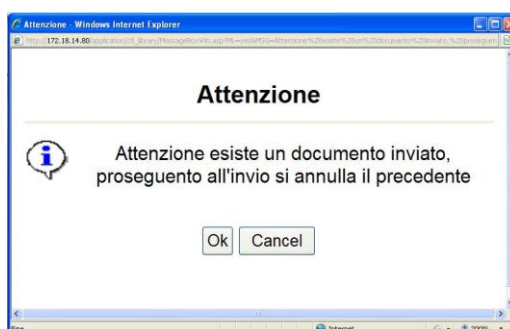 Attenzione - Windows Internet Explorer
Attenzione
Attenzione esiste un documento inviato,
proseguento all'invio si annulla il precedente
Ok Cancel
Internet 200%